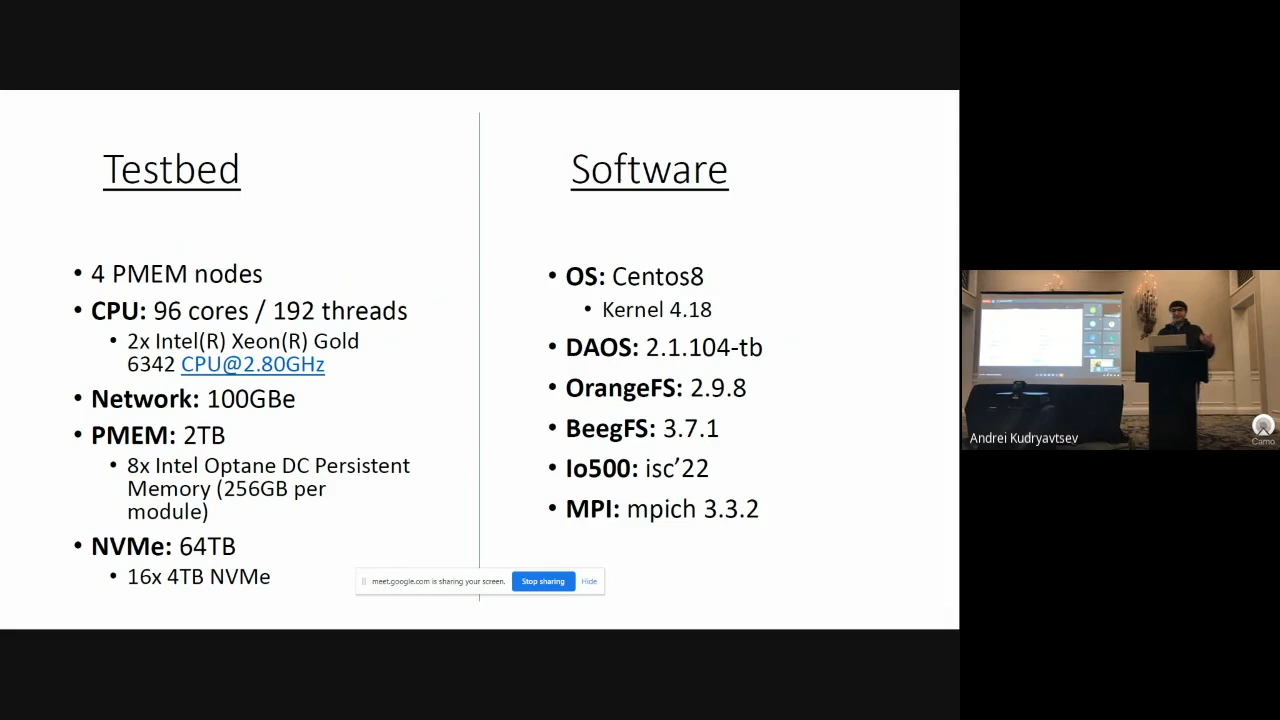 Testbed
• 4 PMEM nodes
• CPU: 96 cores / 192 threads
• 2x Intel(R) Xeon(R) Gold
6342 CPU@2.80GHz
• Network: 100GBe
• PMEM: 2TB
• 8x Intel Optane DC Persistent
Memory (256GB per
module)
• NVMe: 64TB
• 16x 4TB NVMe
Software
• OS: Centos8
• Kernel 4.18
• DAOS: 2.1.104-tb
• OrangeFS: 2.9.8
• BeegFS: 3.7.1
• Io500: isc’22
• MPI: mpich 3.3.2
meet.google.com is sharing your screen. Stop sharing Hide
Andrei Kudryavtsev
Camo